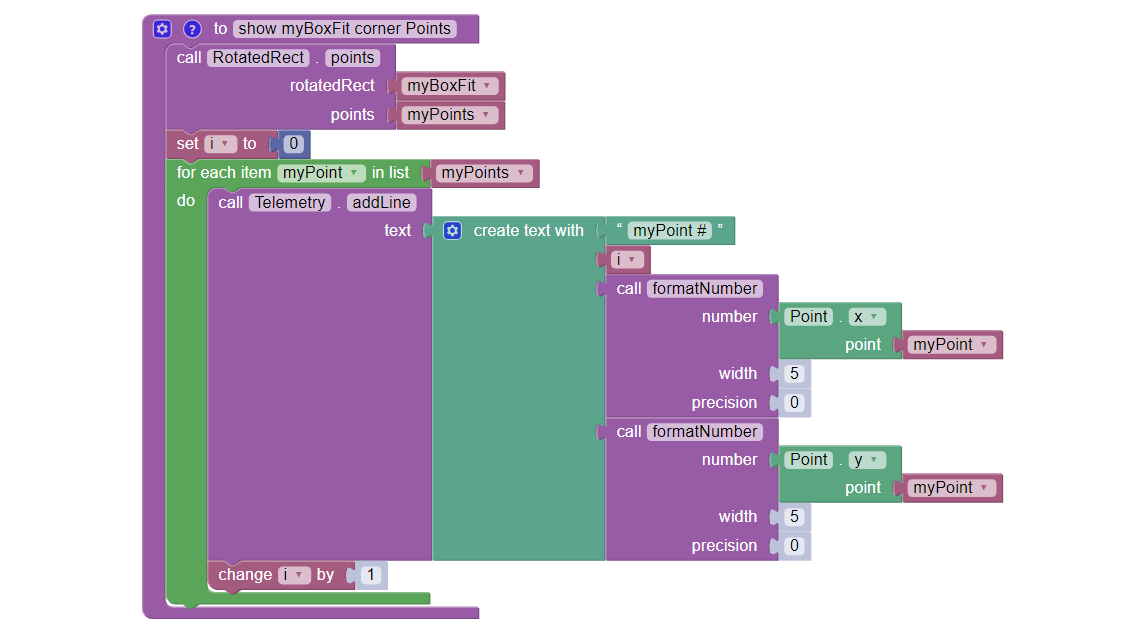 ? to show myBoxFit corner Points
call RotatedRect . points
rotatedRect myBoxFit
points myPoints
set i to 0
for each item myPoint in list myPoints
do call Telemetry . addLine
text create text with “ myPoint # ”
i
call formatNumber
number Point . x
point myPoint
width 5
precision 0
call formatNumber
number Point . y
point myPoint
width 5
precision 0
change i by 1